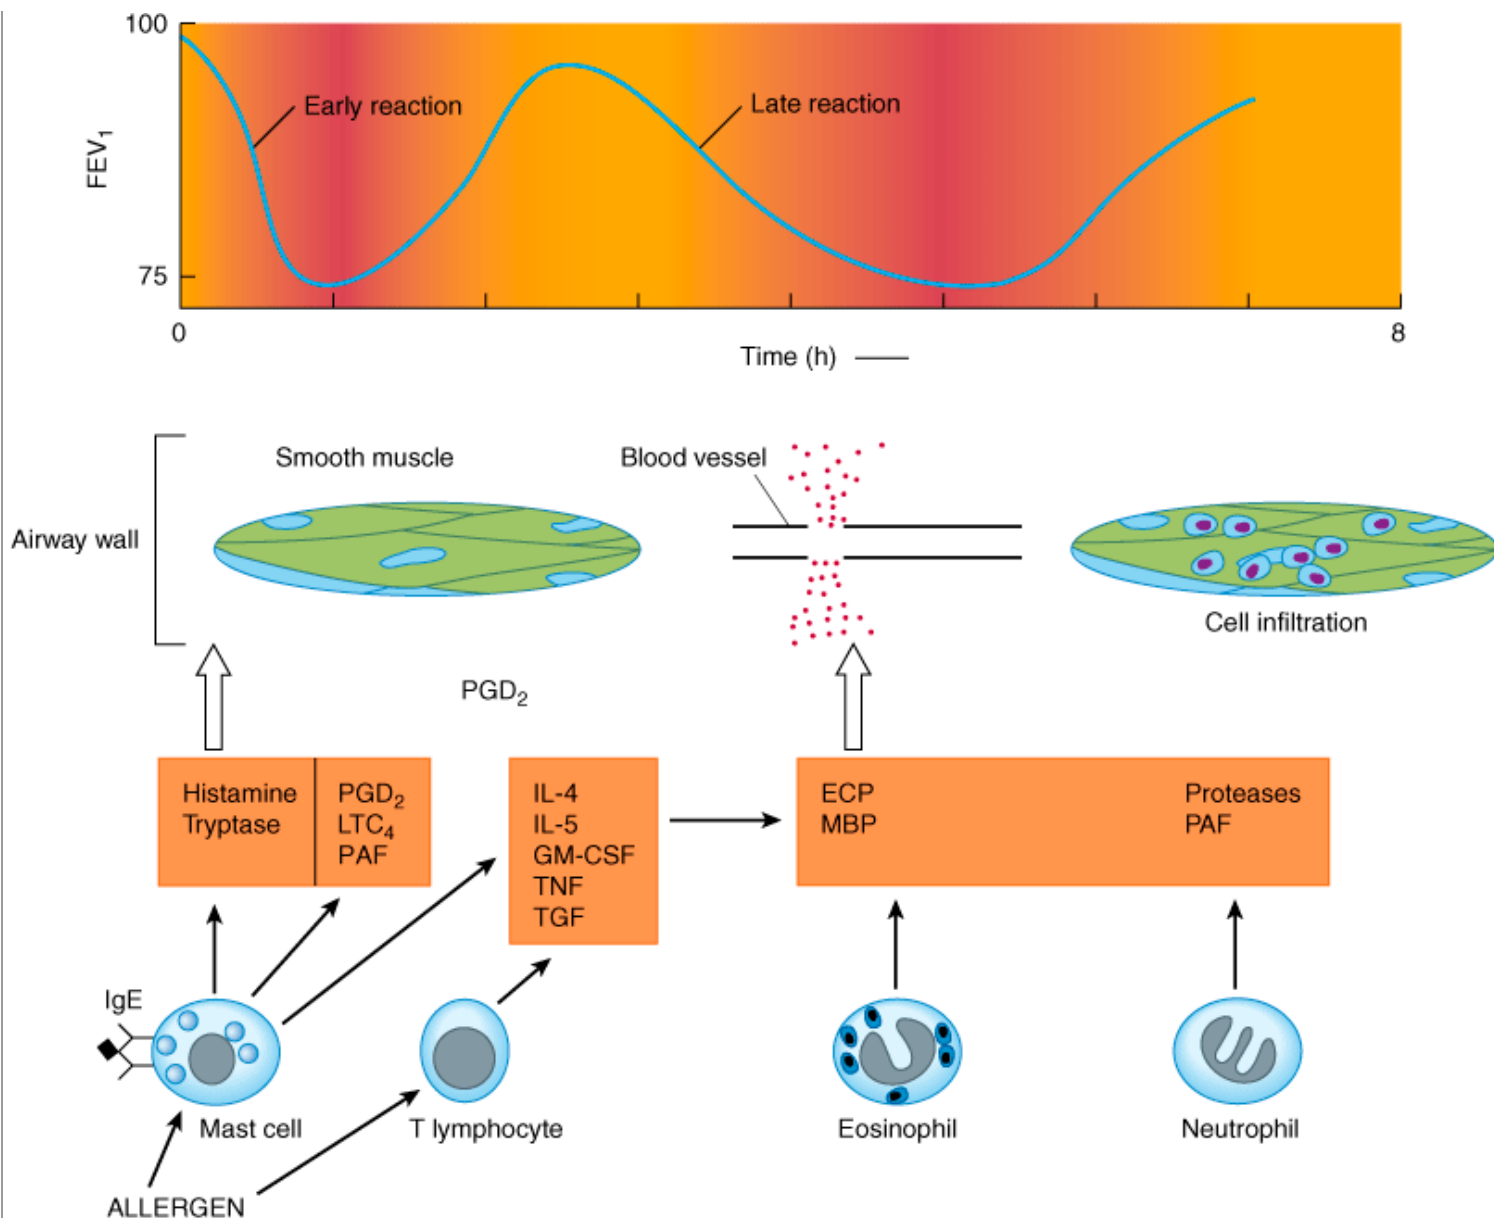 100
Early reaction
Late reaction
FEV1
75
0
8
Time (h)
Smooth muscle
Blood vessel
Airway wall
Cell infiltration
PGD2
Histamine
Tryptase
PGD2
LTC4
PAF
IL-4
IL-5
GM-CSF
TNF
TGF
ECP
MBP
Proteases
PAF
IgE
Mast cell
T lymphocyte
Eosinophil
Neutrophil
ALLERGEN